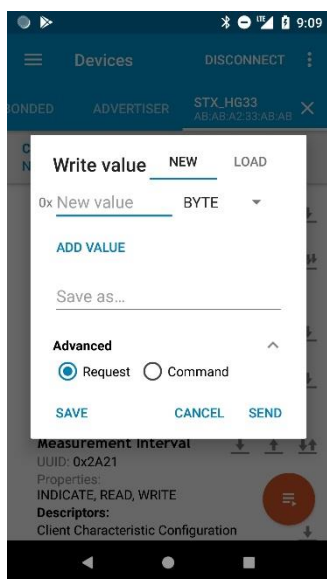 9:09
Devices
DISCONNECT
BONDED
ADVERTISER
STX_HG33
AB:AB:A2:33:AB:AB
Write value
NEW
LOAD
0x New value
BYTE
ADD VALUE
Save as...
Advanced
Request
Command
SAVE
CANCEL
SEND
Measurement Interval
UUID: 0x2A21
Properties:
INDICATE, READ, WRITE
Descriptors:
Client Characteristic Configuration